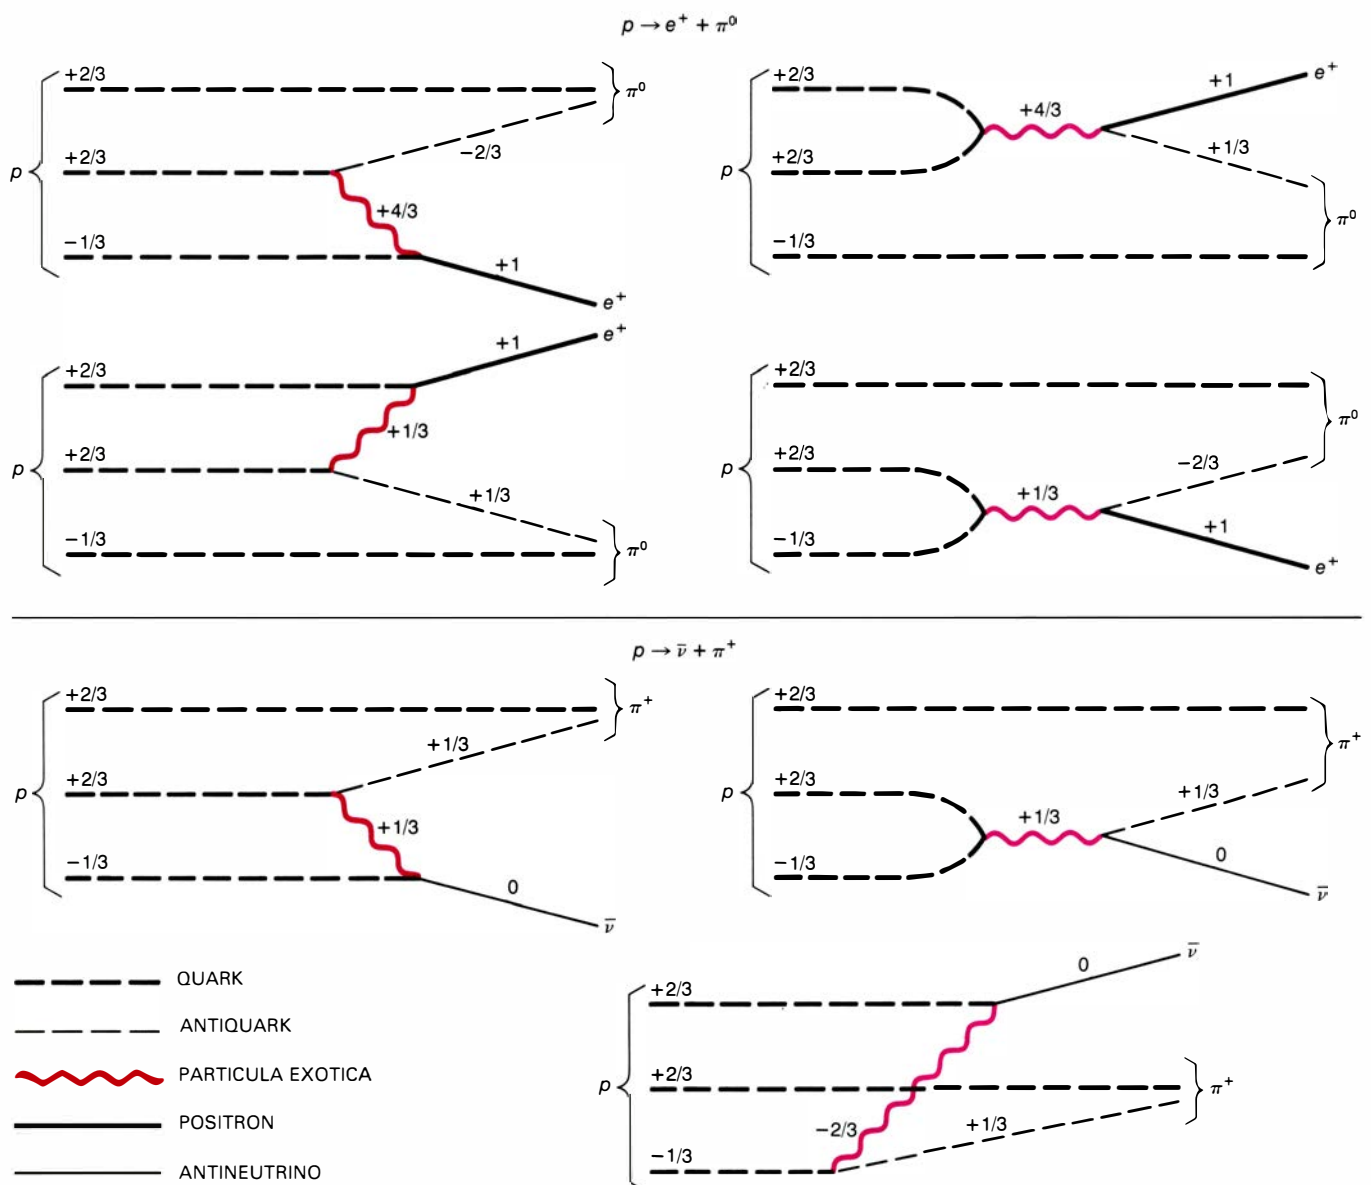 p → e⁺ + π⁰
+2/3
+2/3
-1/3
p
-2/3
+4/3
+1
π⁰
e⁺
+2/3
+2/3
-1/3
p
+4/3
+1
+1/3
e⁺
π⁰
+2/3
+2/3
-1/3
p
+1
+1/3
+1/3
e⁺
π⁰
+2/3
+2/3
-1/3
p
+1/3
-2/3
+1
π⁰
e⁺
p → ν̄ + π⁺
+2/3
+2/3
-1/3
p
+1/3
+1/3
0
π⁺
ν̄
+2/3
+2/3
-1/3
p
+1/3
+1/3
0
π⁺
ν̄
QUARK
ANTIQUARK
PARTICULA EXOTICA
POSITRON
ANTINEUTRINO
+2/3
+2/3
-1/3
p
0
-2/3
+1/3
ν̄
π⁺